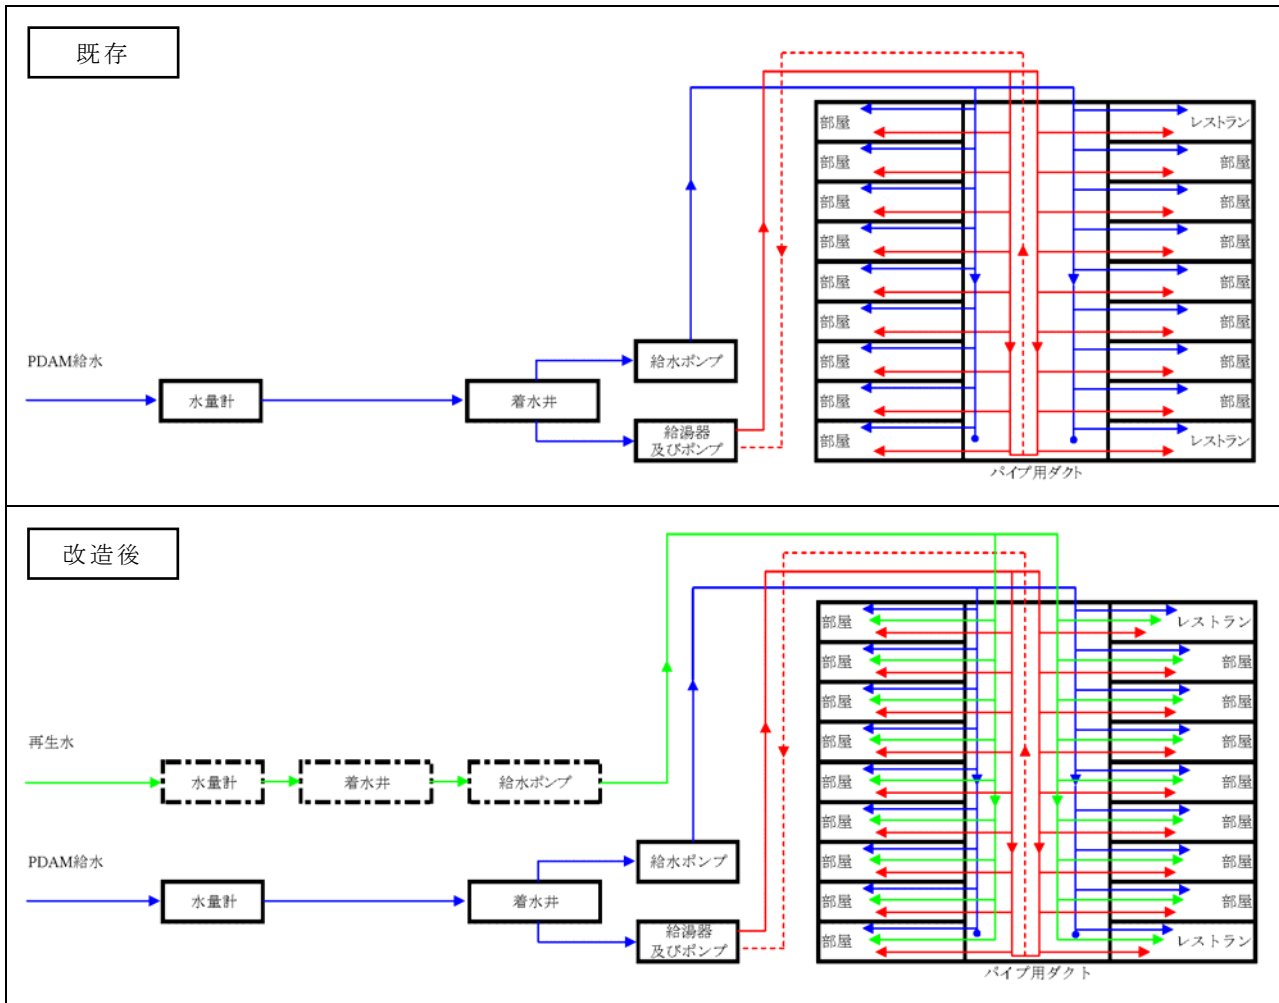 既存
部屋 レストラン
部屋 部屋
部屋 部屋
部屋 部屋
部屋 部屋
部屋 部屋
給水ポンプ
PDAM給水
部屋 部屋
水量計
着水井
部屋 部屋
給湯器
及びポンプ
部屋 レストラン
パイプ用ダクト
改造後
部屋 レストラン
部屋 部屋
部屋 部屋
再生水
部屋 部屋
水量計
着水井
給水ポンプ
部屋 部屋
部屋 部屋
給水ポンプ
PDAM給水
部屋 部屋
水量計
着水井
部屋 部屋
給湯器
及びポンプ
部屋 レストラン
パイプ用ダクト